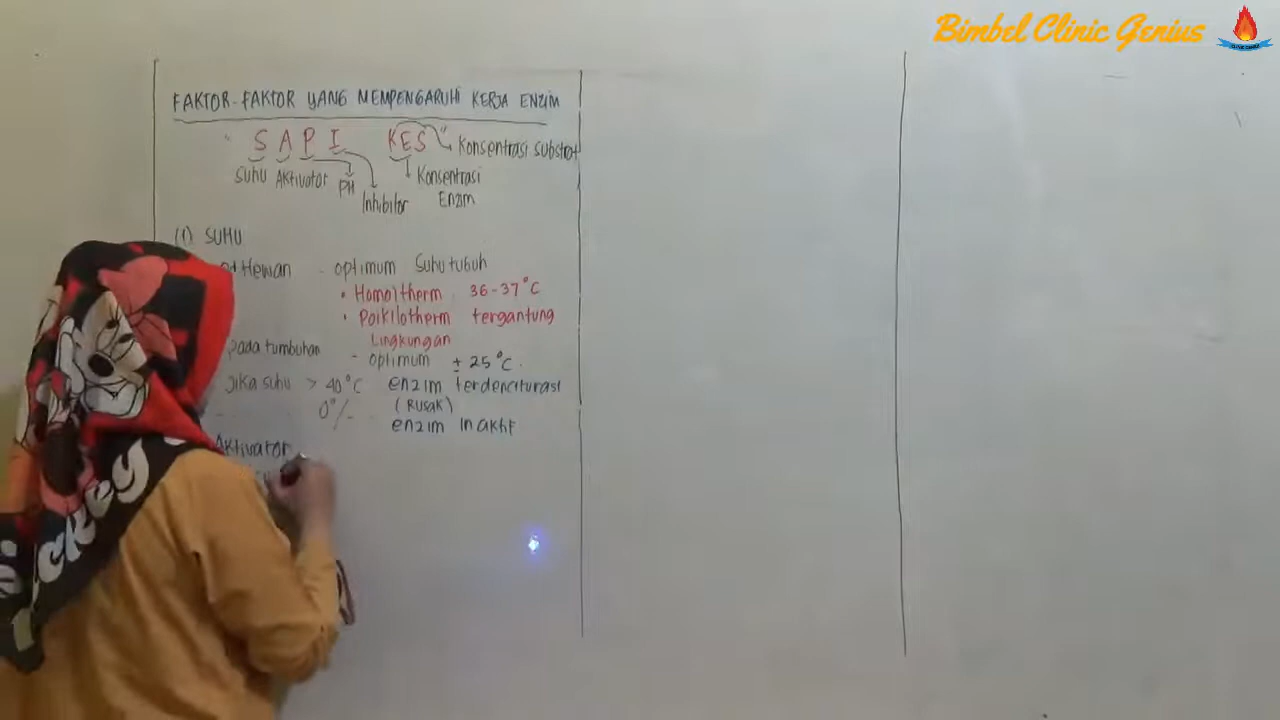 Bimbel Clinic Genius
FAKTOR-FAKTOR YANG MEMPENGARUHI KERJA ENZIM
"SAPI KES"
Konsentrasi Substrat
Suhu Aktivator PH Konsentrasi
Inhibitor Enzim
(1) SUHU
Hewan - optimum Suhu tubuh
• Homoitherm 36-37°C
• Poikilotherm tergantung
Lingkungan
pada tumbuhan - optimum ± 25°C.
Jika suhu > 40°C enzim terdenaturasi
0°/- (Rusak)
enzim inaktif
Aktivator